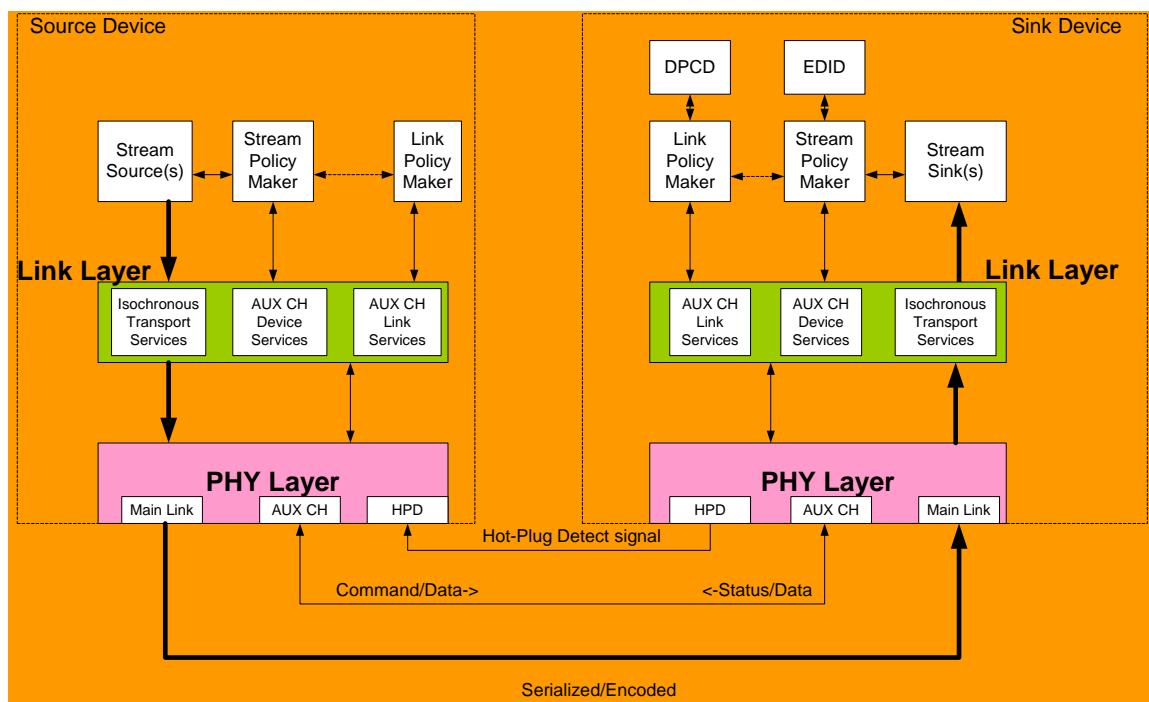 Source Device
Sink Device
DPCD
EDID
Stream
Source(s)
Stream
Policy
Maker
Link
Policy
Maker
Link
Policy
Maker
Stream
Policy
Maker
Stream
Sink(s)
Link Layer
Link Layer
Isochronous
Transport
Services
AUX CH
Device
Services
AUX CH
Link
Services
AUX CH
Link
Services
AUX CH
Device
Services
Isochronous
Transport
Services
PHY Layer
PHY Layer
Main Link
AUX CH
HPD
HPD
AUX CH
Main Link
Hot-Plug Detect signal
Command/Data->
<-Status/Data
Serialized/Encoded